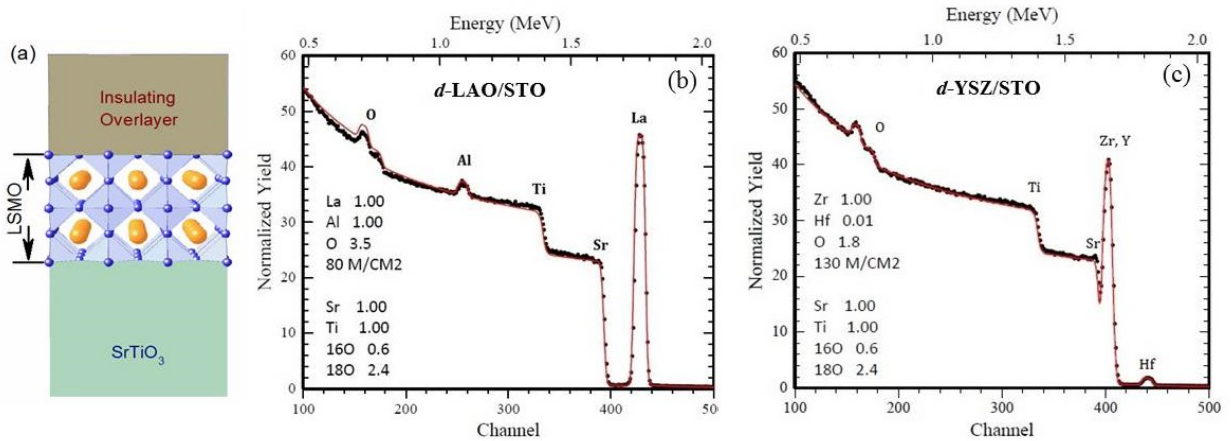 (a)
Insulating
Overlayer
LSMO
SrTiO₃
Energy (MeV)
0.5 1.0 1.5 2.0
(b)
d-LAO/STO
O
Al
Ti
Sr
La
La 1.00
Al 1.00
O 3.5
80 M/CM2
Sr 1.00
Ti 1.00
16O 0.6
18O 2.4
Normalized Yield
60
50
40
30
20
10
0
100 200 300 400 500
Channel
Energy (MeV)
0.5 1.0 1.5 2.0
(c)
d-YSZ/STO
O
Ti
Sr
Zr, Y
Hf
Zr 1.00
Hf 0.01
O 1.8
130 M/CM2
Sr 1.00
Ti 1.00
16O 0.6
18O 2.4
Normalized Yield
60
50
40
30
20
10
0
100 200 300 400 500
Channel